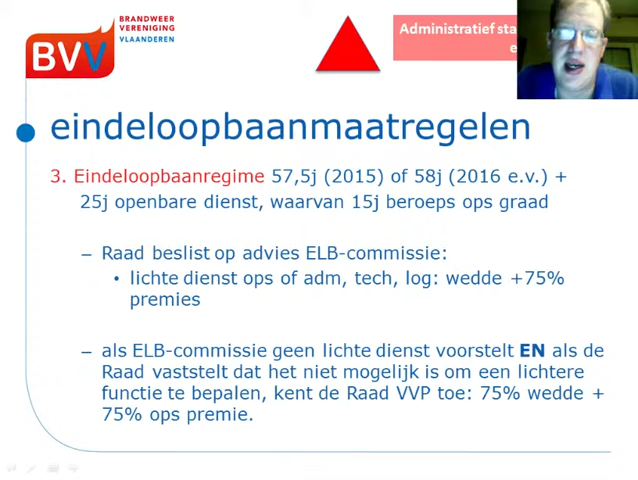 BVV
BRANDWEER
VERENIGING
VLAANDEREN
Administratief
eindeloopbaanmaatregelen
3. Eindeloopbaanregime 57,5j (2015) of 58j (2016 e.v.) +
25j openbare dienst, waarvan 15j beroeps ops graad
– Raad beslist op advies ELB-commissie:
• lichte dienst ops of adm, tech, log: wedde +75%
premies
– als ELB-commissie geen lichte dienst voorstelt EN als de
Raad vaststelt dat het niet mogelijk is om een lichtere
functie te bepalen, kent de Raad VVP toe: 75% wedde +
75% ops premie.